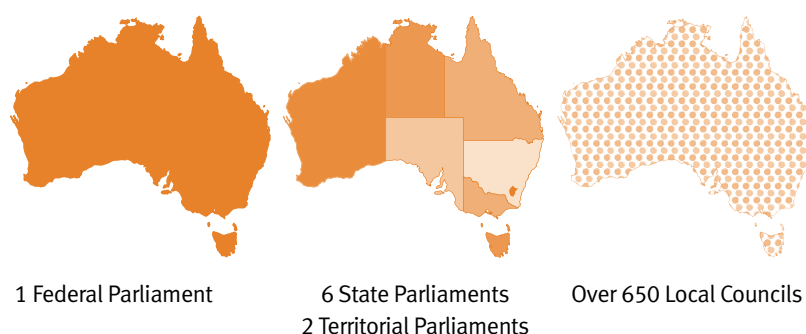 1 Federal Parliament
6 State Parliaments
2 Territorial Parliaments
Over 650 Local Councils